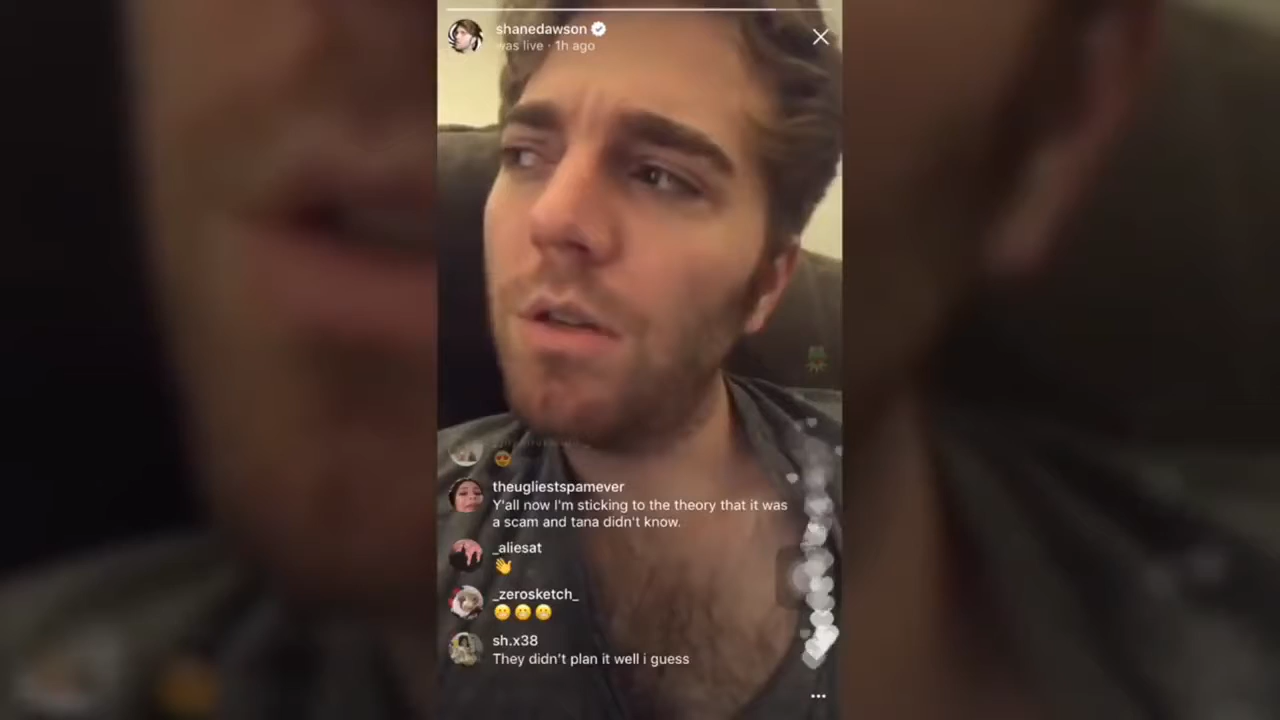 shanedawson
was live · 1h ago
theugliestspamever
Y'all now I'm sticking to the theory that it was
a scam and tana didn't know.
_aliesat
👋
_zerosketch_
sh.x38
They didn't plan it well i guess